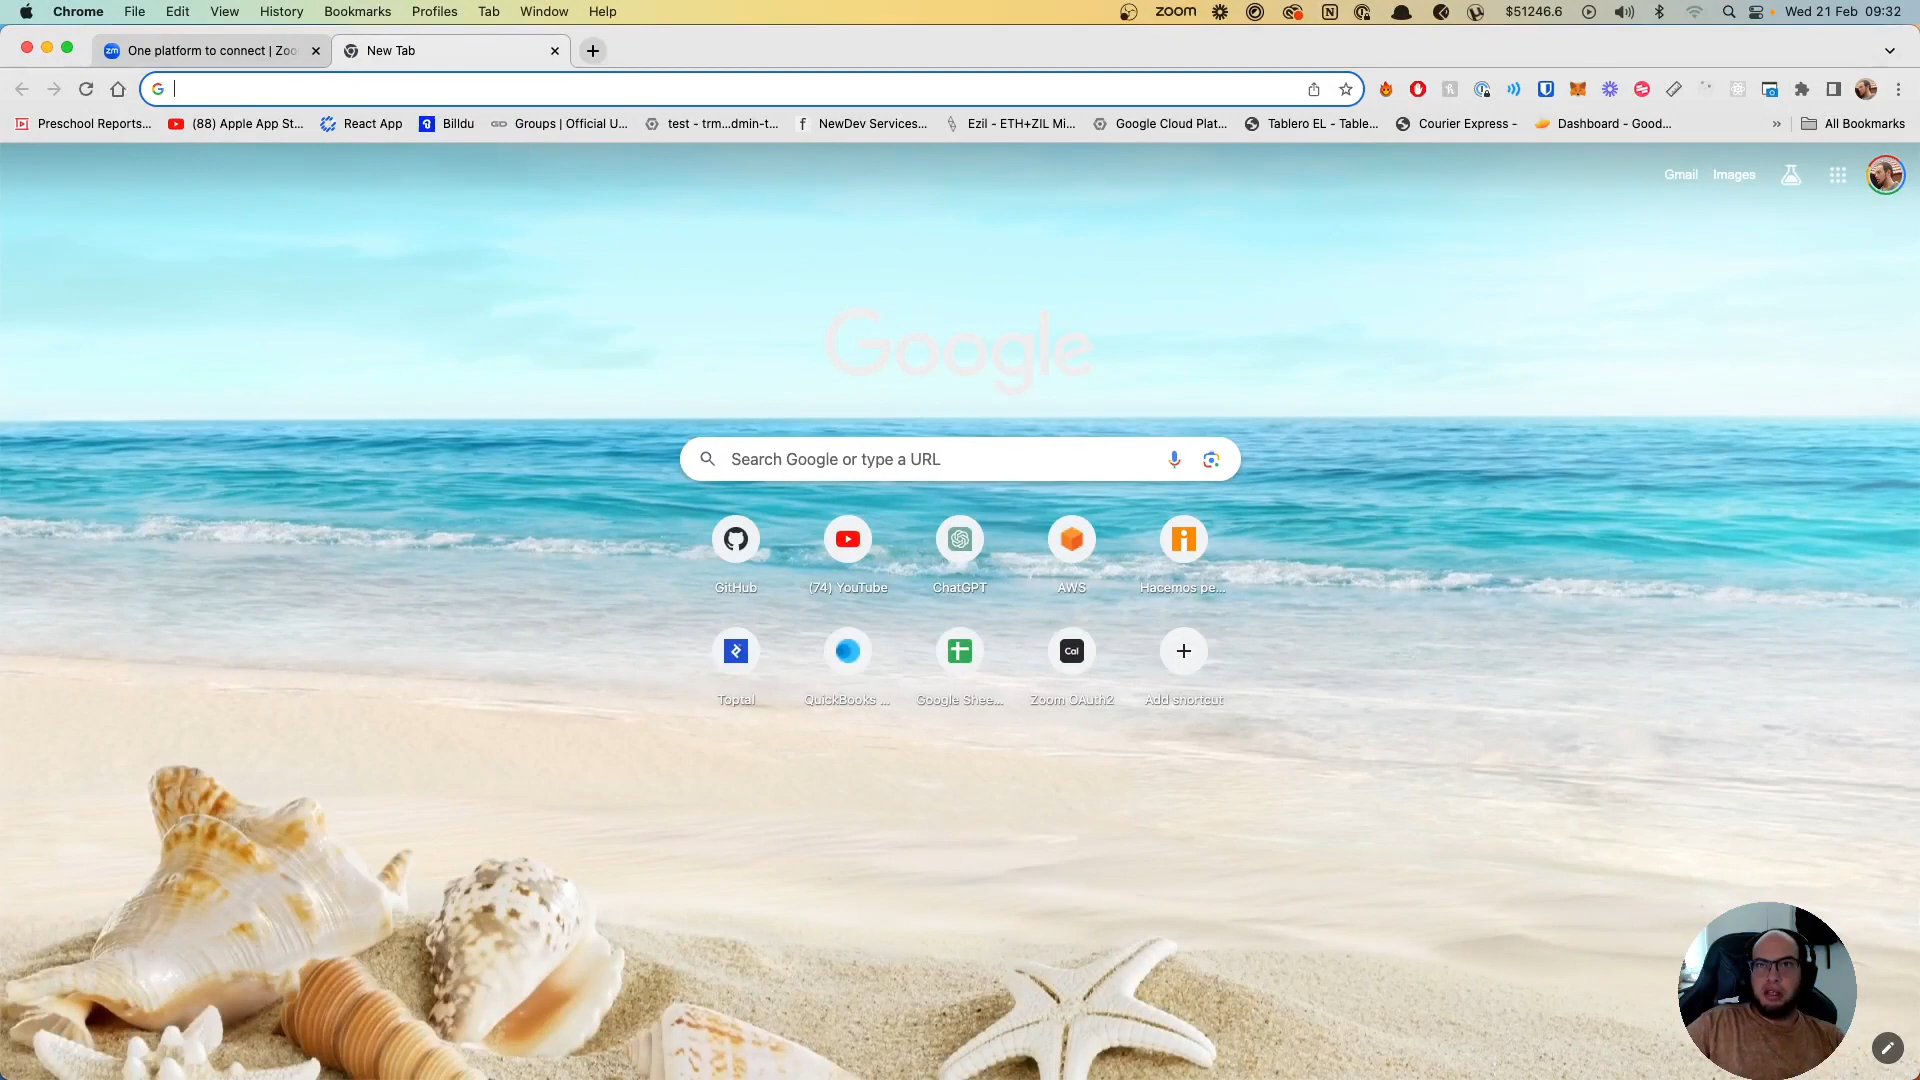 Chrome File Edit View History Bookmarks Profiles Tab Window Help zoom $51246.6 Wed 21 Feb 09:32
zm One platform to connect | Zoo New Tab
Preschool Reports... (88) Apple App St... React App Billdu Groups | Official U... test - trm...dmin-t... NewDev Services... Ezil - ETH+ZIL Mi... Google Cloud Plat... Tablero EL - Table... Courier Express - Dashboard - Good... » All Bookmarks
Gmail Images
Google
Search Google or type a URL
GitHub (74) YouTube ChatGPT AWS Hacemos pe...
Cal
Toptal QuickBooks ... Google Shee... Zoom OAuth2 Add shortcut